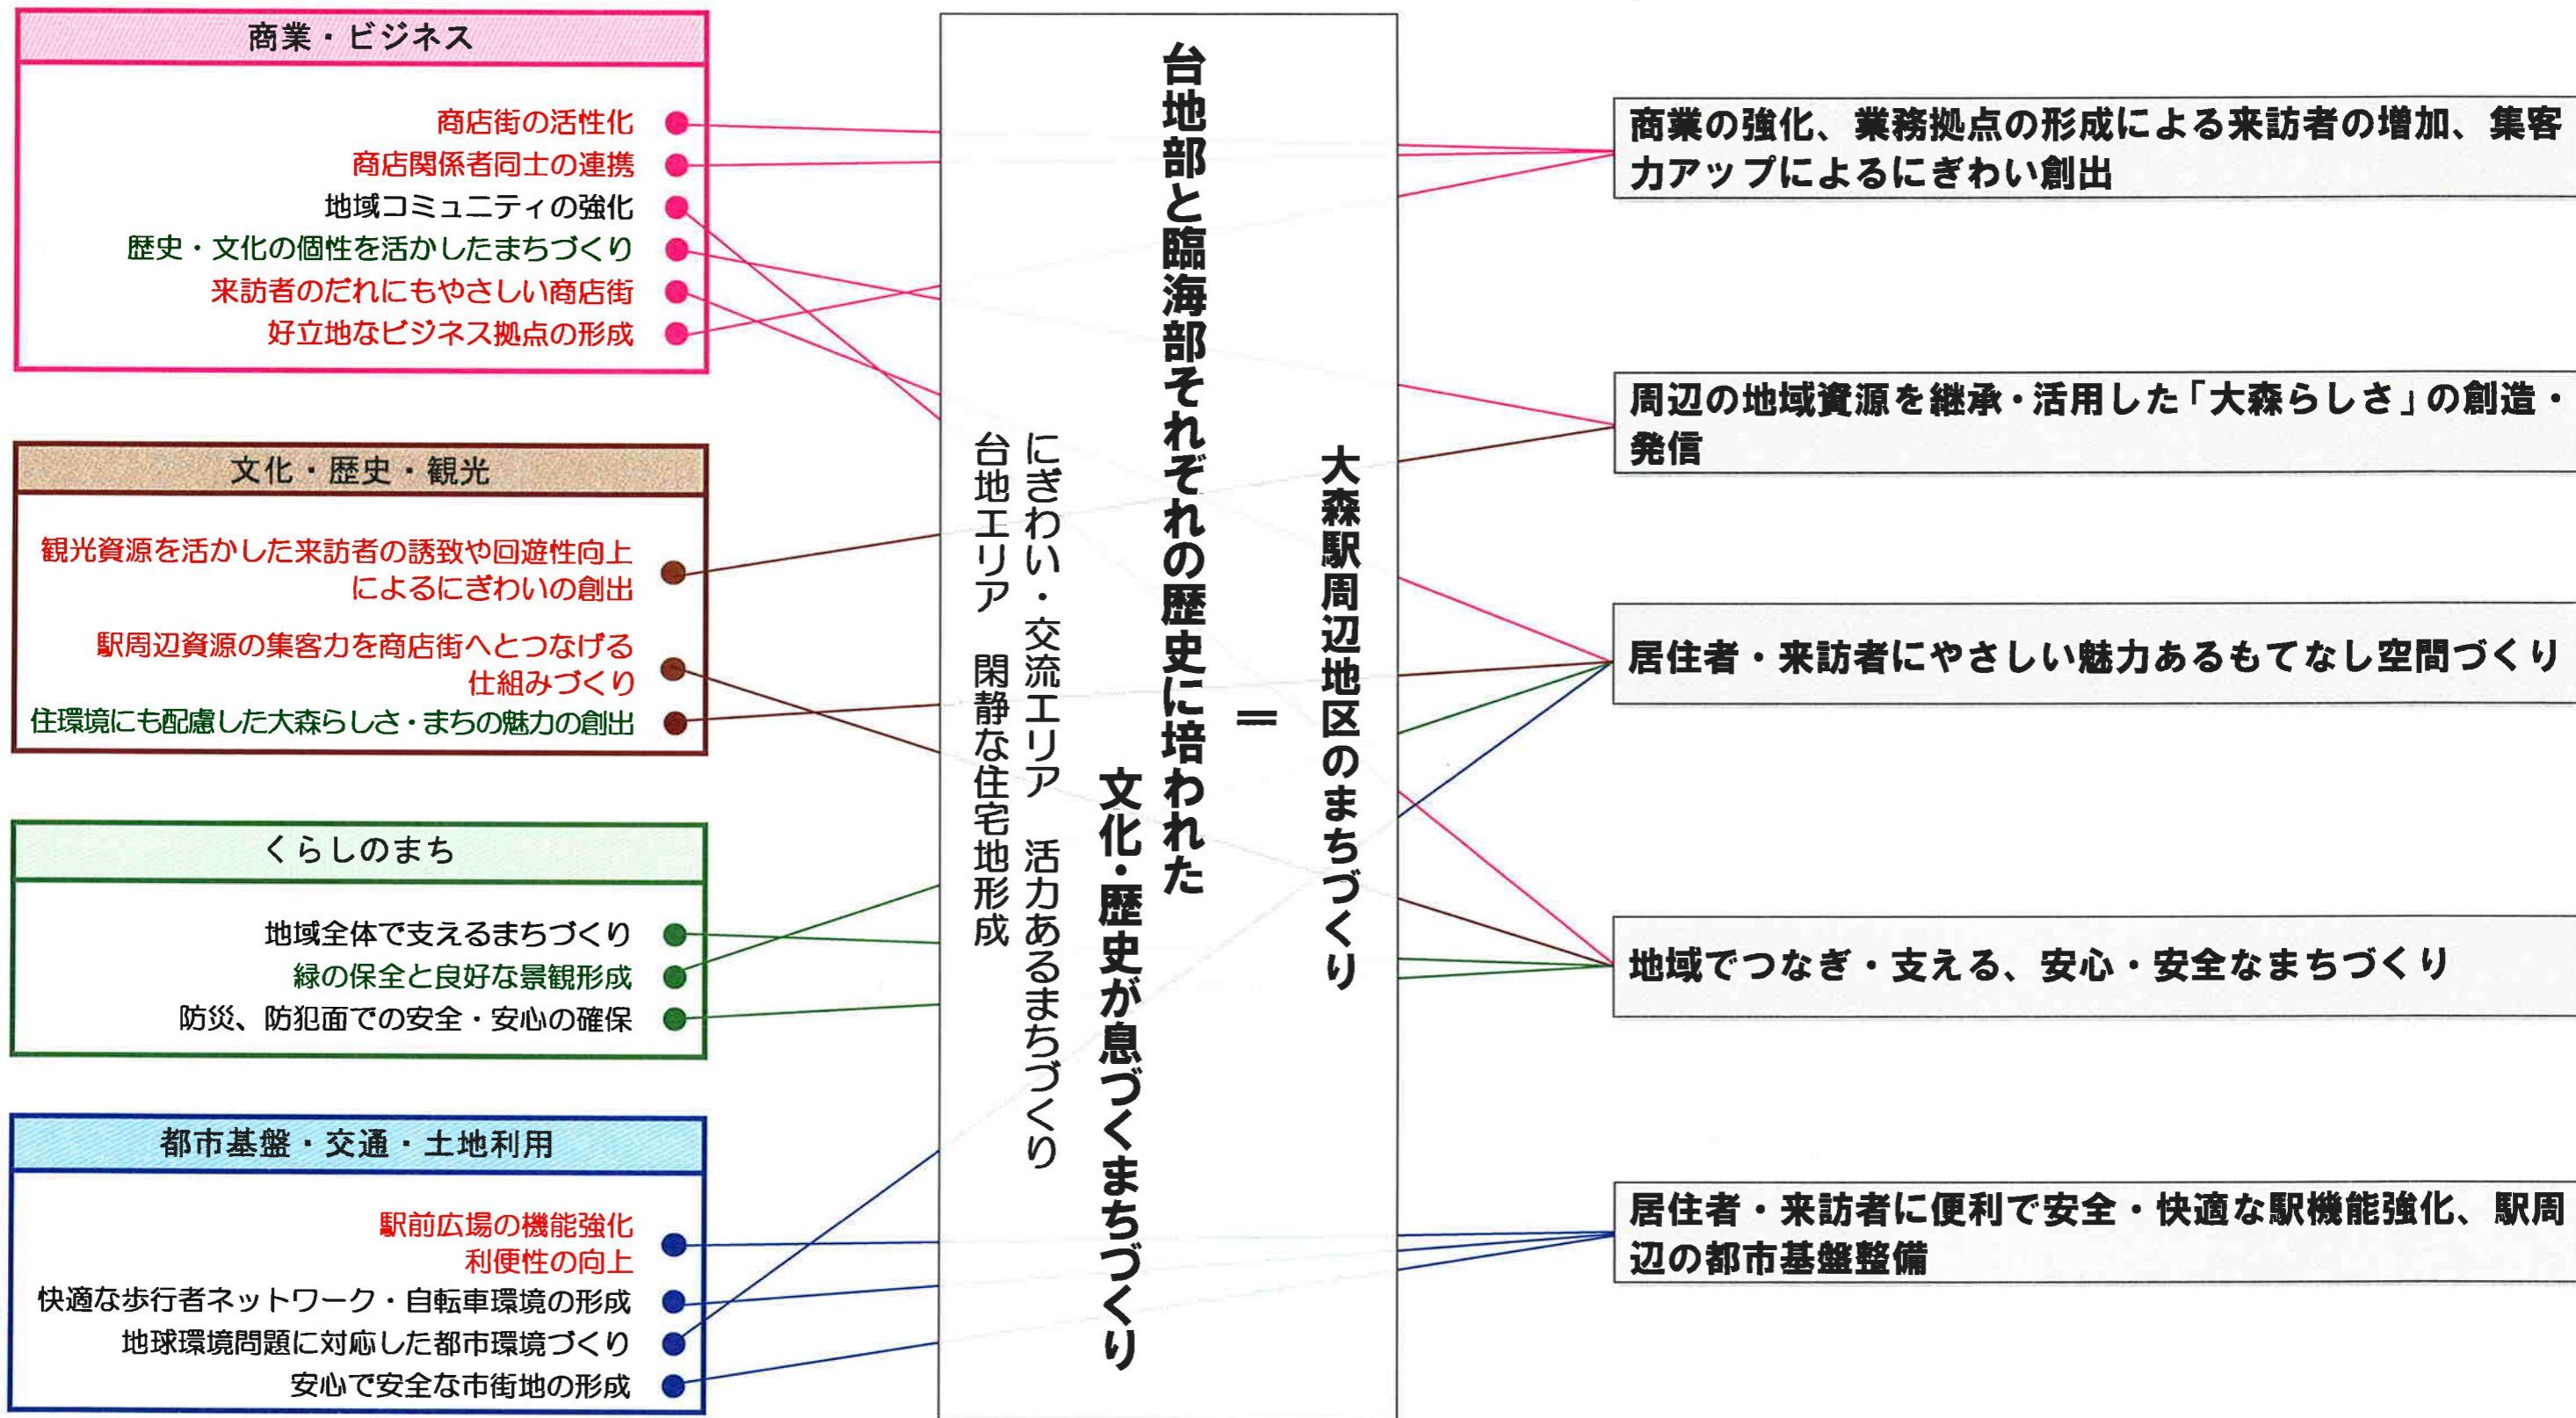 商業・ビジネス
商店街の活性化
商店関係者同士の連携
地域コミュニティの強化
歴史・文化の個性を活かしたまちづくり
来訪者のだれにもやさしい商店街
好立地なビジネス拠点の形成
文化・歴史・観光
観光資源を活かした来訪者の誘致や回遊性向上
によるにぎわいの創出
駅周辺資源の集客力を商店街へとつなげる
仕組みづくり
住環境にも配慮した大森らしさ・まちの魅力の創出
くらしのまち
地域全体で支えるまちづくり
緑の保全と良好な景観形成
防災、防犯面での安全・安心の確保
都市基盤・交通・土地利用
駅前広場の機能強化
利便性の向上
快適な歩行者ネットワーク・自転車環境の形成
地球環境問題に対応した都市環境づくり
安心で安全な市街地の形成
大森駅周辺地区のまちづくり
＝
台地部と臨海部それぞれの歴史に培われた
文化・歴史が息づくまちづくり
にぎわい・交流エリア　活力あるまちづくり
台地エリア　閑静な住宅地形成
商業の強化、業務拠点の形成による来訪者の増加、集客
力アップによるにぎわい創出
周辺の地域資源を継承・活用した「大森らしさ」の創造・
発信
居住者・来訪者にやさしい魅力あるもてなし空間づくり
地域でつなぎ・支える、安心・安全なまちづくり
居住者・来訪者に便利で安全・快適な駅機能強化、駅周
辺の都市基盤整備